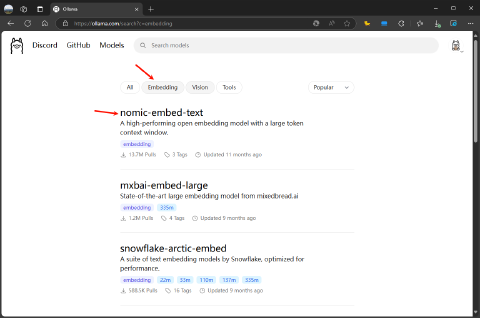 Ollama
https://ollama.com/search?c=embedding
Discord GitHub Models Search models
All Embedding Vision Tools Popular
nomic-embed-text
A high-performing open embedding model with a large token
context window.
embedding
13.7M Pulls 3 Tags Updated 11 months ago
mxbai-embed-large
State-of-the-art large embedding model from mixedbread.ai
embedding 335m
1.2M Pulls 4 Tags Updated 9 months ago
snowflake-arctic-embed
A suite of text embedding models by Snowflake, optimized for
performance.
embedding 22m 33m 110m 137m 335m
588.5K Pulls 16 Tags Updated 9 months ago